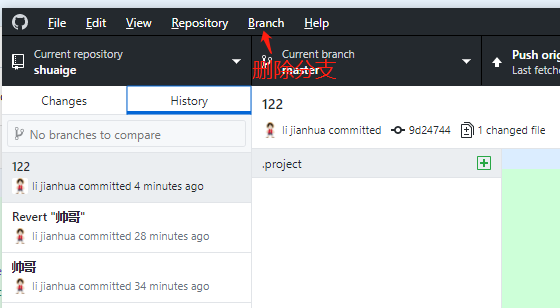 File Edit View Repository Branch Help
Current repository
shuaige
Current branch
master
Push orig
Last fetche
删除分支
Changes History
No branches to compare
122
li jianhua committed 4 minutes ago
Revert "帅哥"
li jianhua committed 28 minutes ago
帅哥
li jianhua committed 34 minutes ago
122
li jianhua committed 9d24744 1 changed file
.project